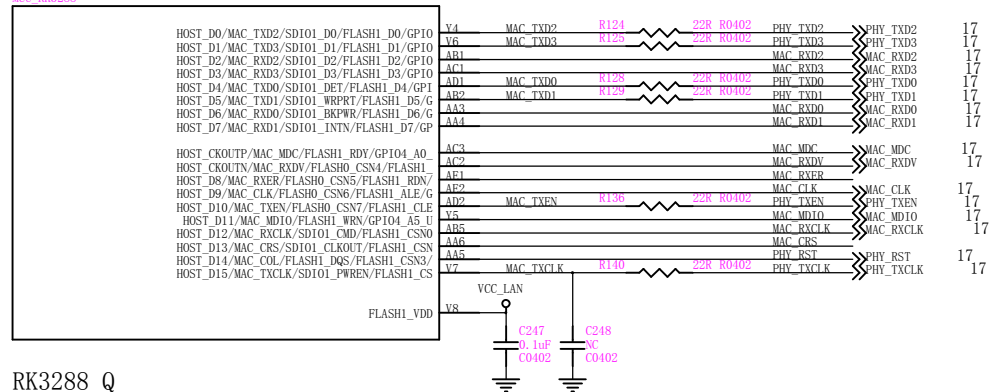 HOST_D0/MAC_TXD2/SDIO1_D0/FLASH1_D0/GPIO Y4 MAC_TXD2 R124 22R R0402 PHY_TXD2 PHY_TXD2 17
HOST_D1/MAC_TXD3/SDIO1_D1/FLASH1_D1/GPIO V6 MAC_TXD3 R125 22R R0402 PHY_TXD3 PHY_TXD3 17
HOST_D2/MAC_RXD2/SDIO1_D2/FLASH1_D2/GPIO AB1 MAC_RXD2 MAC_RXD2 17
HOST_D3/MAC_RXD3/SDIO1_D3/FLASH1_D3/GPIO AC1 MAC_RXD3 MAC_RXD3 17
HOST_D4/MAC_TXD0/SDIO1_DET/FLASH1_D4/GPI AD1 MAC_TXD0 R128 22R R0402 PHY_TXD0 PHY_TXD0 17
HOST_D5/MAC_TXD1/SDIO1_WRPRT/FLASH1_D5/G AB2 MAC_TXD1 R129 22R R0402 PHY_TXD1 PHY_TXD1 17
HOST_D6/MAC_RXD0/SDIO1_BKPWR/FLASH1_D6/G AA3 MAC_RXD0 MAC_RXD0 17
HOST_D7/MAC_RXD1/SDIO1_INTN/FLASH1_D7/GP AA4 MAC_RXD1 MAC_RXD1 17
HOST_CKOUTP/MAC_MDC/FLASH1_RDY/GPIO4_A0_ AC3 MAC_MDC MAC_MDC 17
HOST_CKOUTN/MAC_RXDV/FLASH0_CSN4/FLASH1_ AC2 MAC_RXDV MAC_RXDV 17
HOST_D8/MAC_RXER/FLASH0_CSN5/FLASH1_RDN/ AE1 MAC_RXER
HOST_D9/MAC_CLK/FLASH0_CSN6/FLASH1_ALE/G AE2 MAC_CLK MAC_CLK 17
HOST_D10/MAC_TXEN/FLASH0_CSN7/FLASH1_CLE AD2 MAC_TXEN R136 22R R0402 PHY_TXEN PHY_TXEN 17
HOST_D11/MAC_MDIO/FLASH1_WRN/GPIO4_A5_U Y5 MAC_MDIO MAC_MDIO 17
HOST_D12/MAC_RXCLK/SDIO1_CMD/FLASH1_CSN0 AB5 MAC_RXCLK MAC_RXCLK 17
HOST_D13/MAC_CRS/SDIO1_CLKOUT/FLASH1_CSN AA6 MAC_CRS
HOST_D14/MAC_COL/FLASH1_DQS/FLASH1_CSN3/ AA5 PHY_RST PHY_RST 17
HOST_D15/MAC_TXCLK/SDIO1_PWREN/FLASH1_CS V7 MAC_TXCLK R140 22R R0402 PHY_TXCLK PHY_TXCLK 17
VCC_LAN
FLASH1_VDD V8
C247 C248
0.1uF NC
C0402 C0402
RK3288_Q